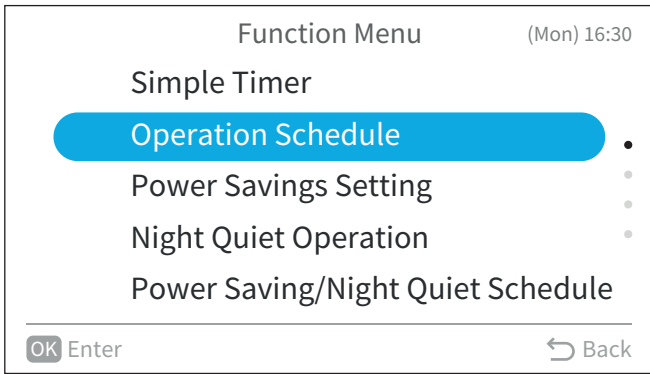 Function Menu (Mon) 16:30
Simple Timer
Operation Schedule
Power Savings Setting
Night Quiet Operation
Power Saving/Night Quiet Schedule
OK Enter Back